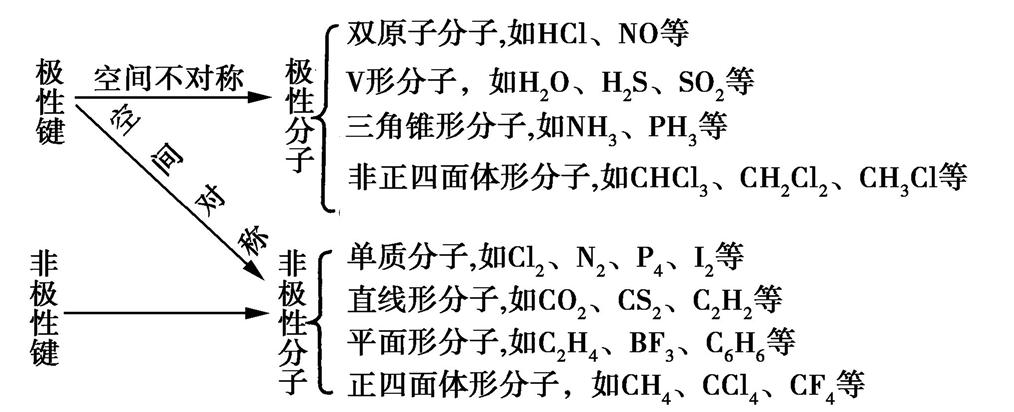 极性键
空间不对称
空间对称
极性分子
双原子分子,如HCl、NO等
V形分子，如H₂O、H₂S、SO₂等
三角锥形分子,如NH₃、PH₃等
非正四面体形分子,如CHCl₃、CH₂Cl₂、CH₃Cl等
非极性键
非极性分子
单质分子,如Cl₂、N₂、P₄、I₂等
直线形分子,如CO₂、CS₂、C₂H₂等
平面形分子,如C₂H₄、BF₃、C₆H₆等
正四面体形分子，如CH₄、CCl₄、CF₄等